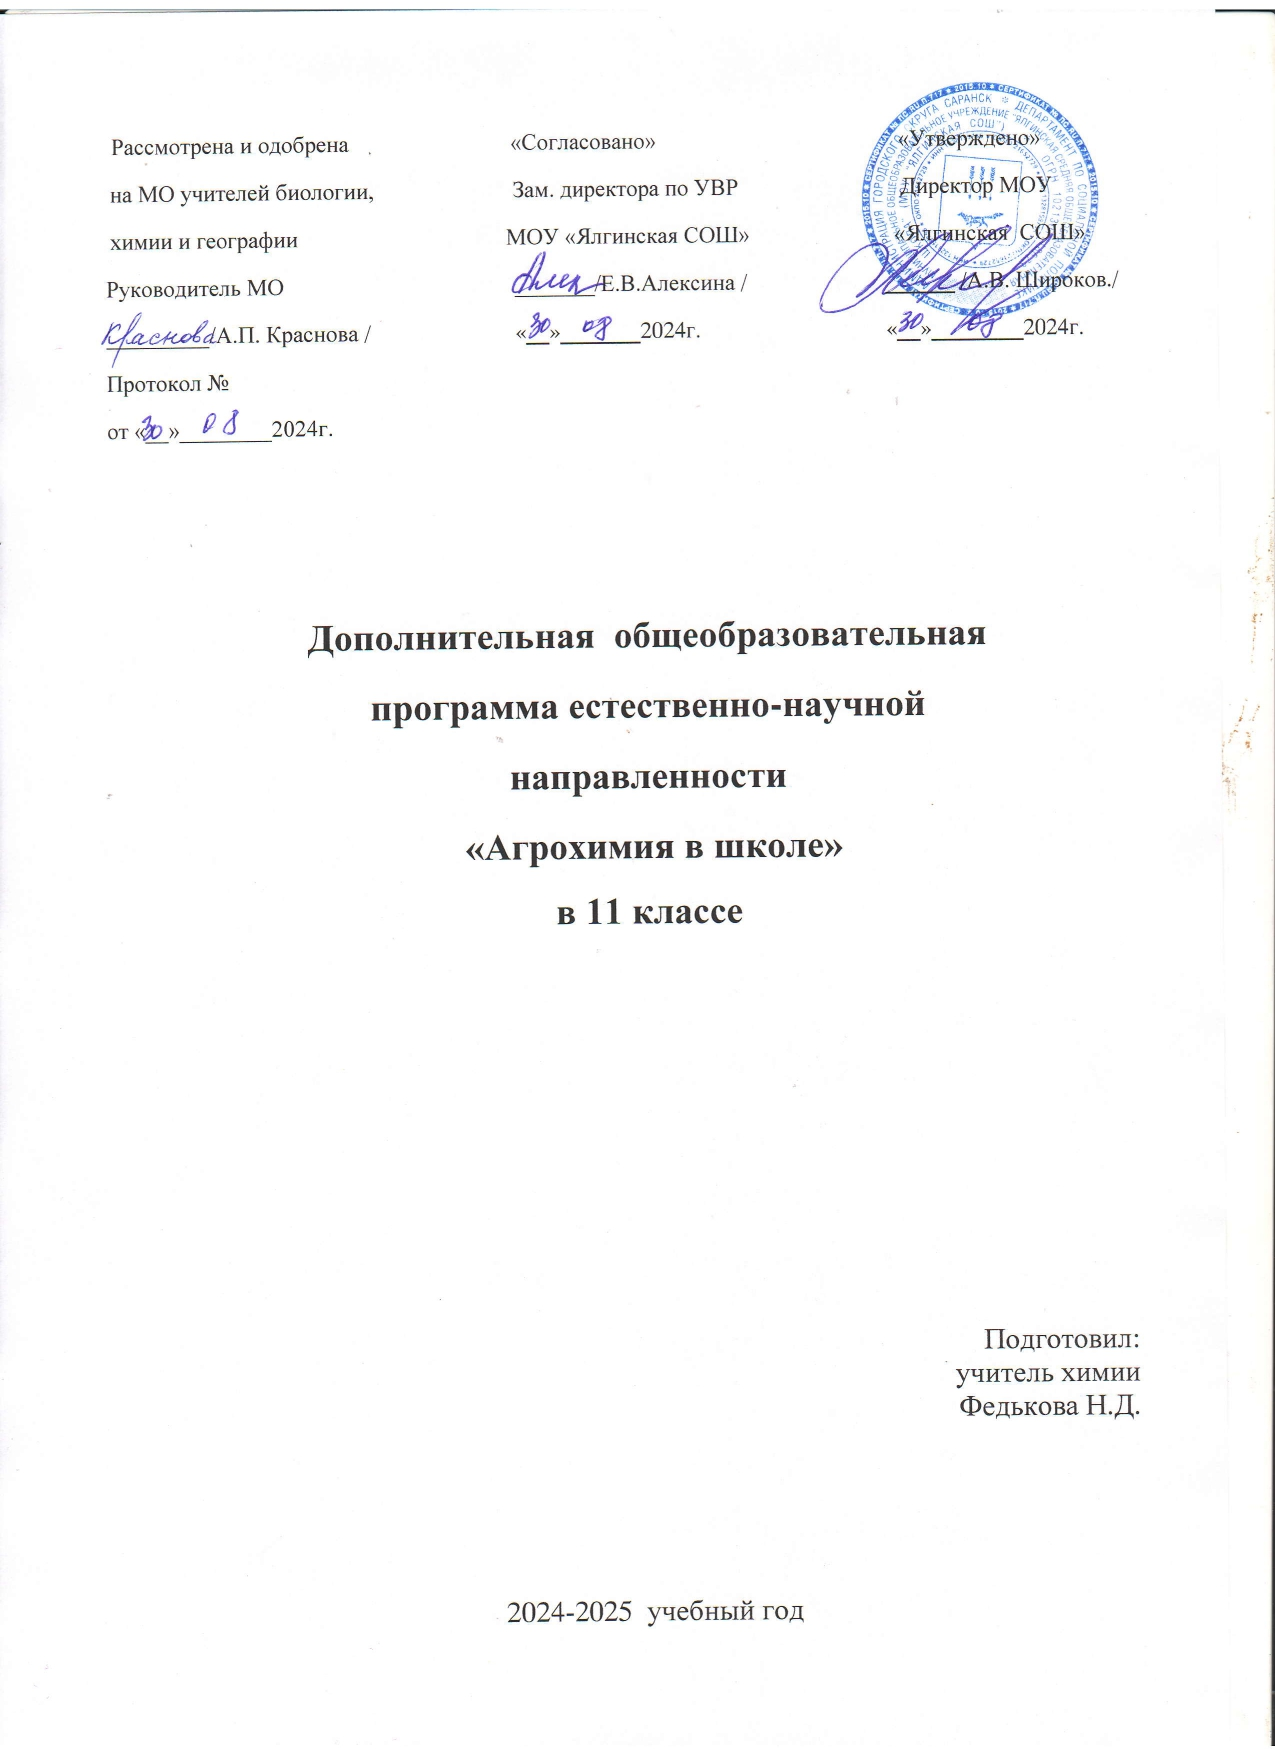 Рассмотрена и одобрена
на МО учителей биологии,
химии и географии
Руководитель МО
Краснова/А.П. Краснова /
Протокол №
от «30» 08 2024г.
«Согласовано»
Зам. директора по УВР
МОУ «Ялгинская СОШ»
Алек /Е.В.Алексина /
«30» 08 2024г.
«Утверждено»
Директор МОУ
«Ялгинская СОШ»
/А.В. Широков./
«30» 08 2024г.
Дополнительная общеобразовательная
программа естественно-научной
направленности
«Агрохимия в школе»
в 11 классе
Подготовил:
учитель химии
Федькова Н.Д.
2024-2025 учебный год